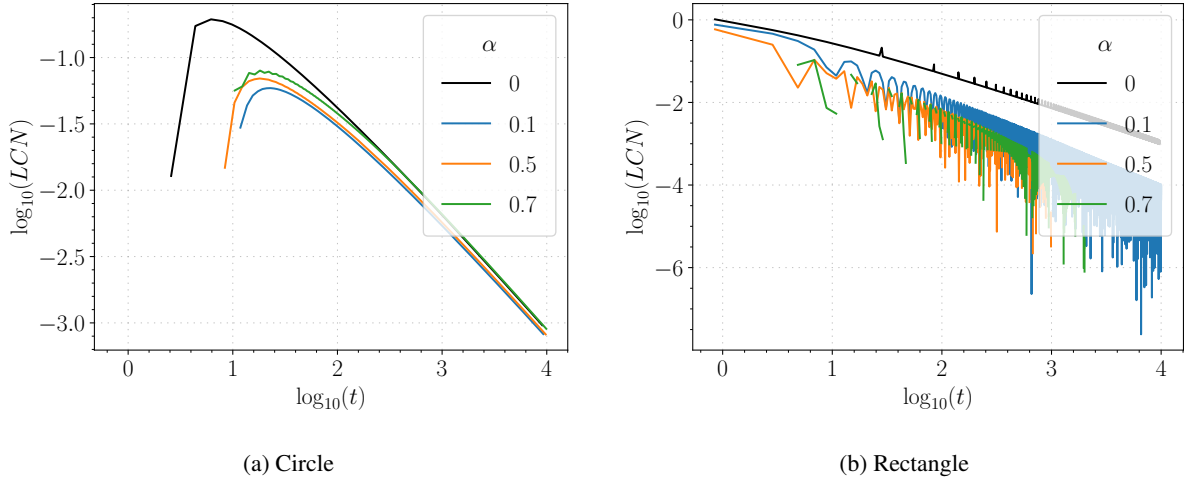 −1.0
−1.5
−2.0
−2.5
−3.0
log₁₀(LCN)
0 1 2 3 4
log₁₀(t)
α
0
0.1
0.5
0.7
(a) Circle
0
−2
−4
−6
log₁₀(LCN)
0 1 2 3 4
log₁₀(t)
α
0
0.1
0.5
0.7
(b) Rectangle